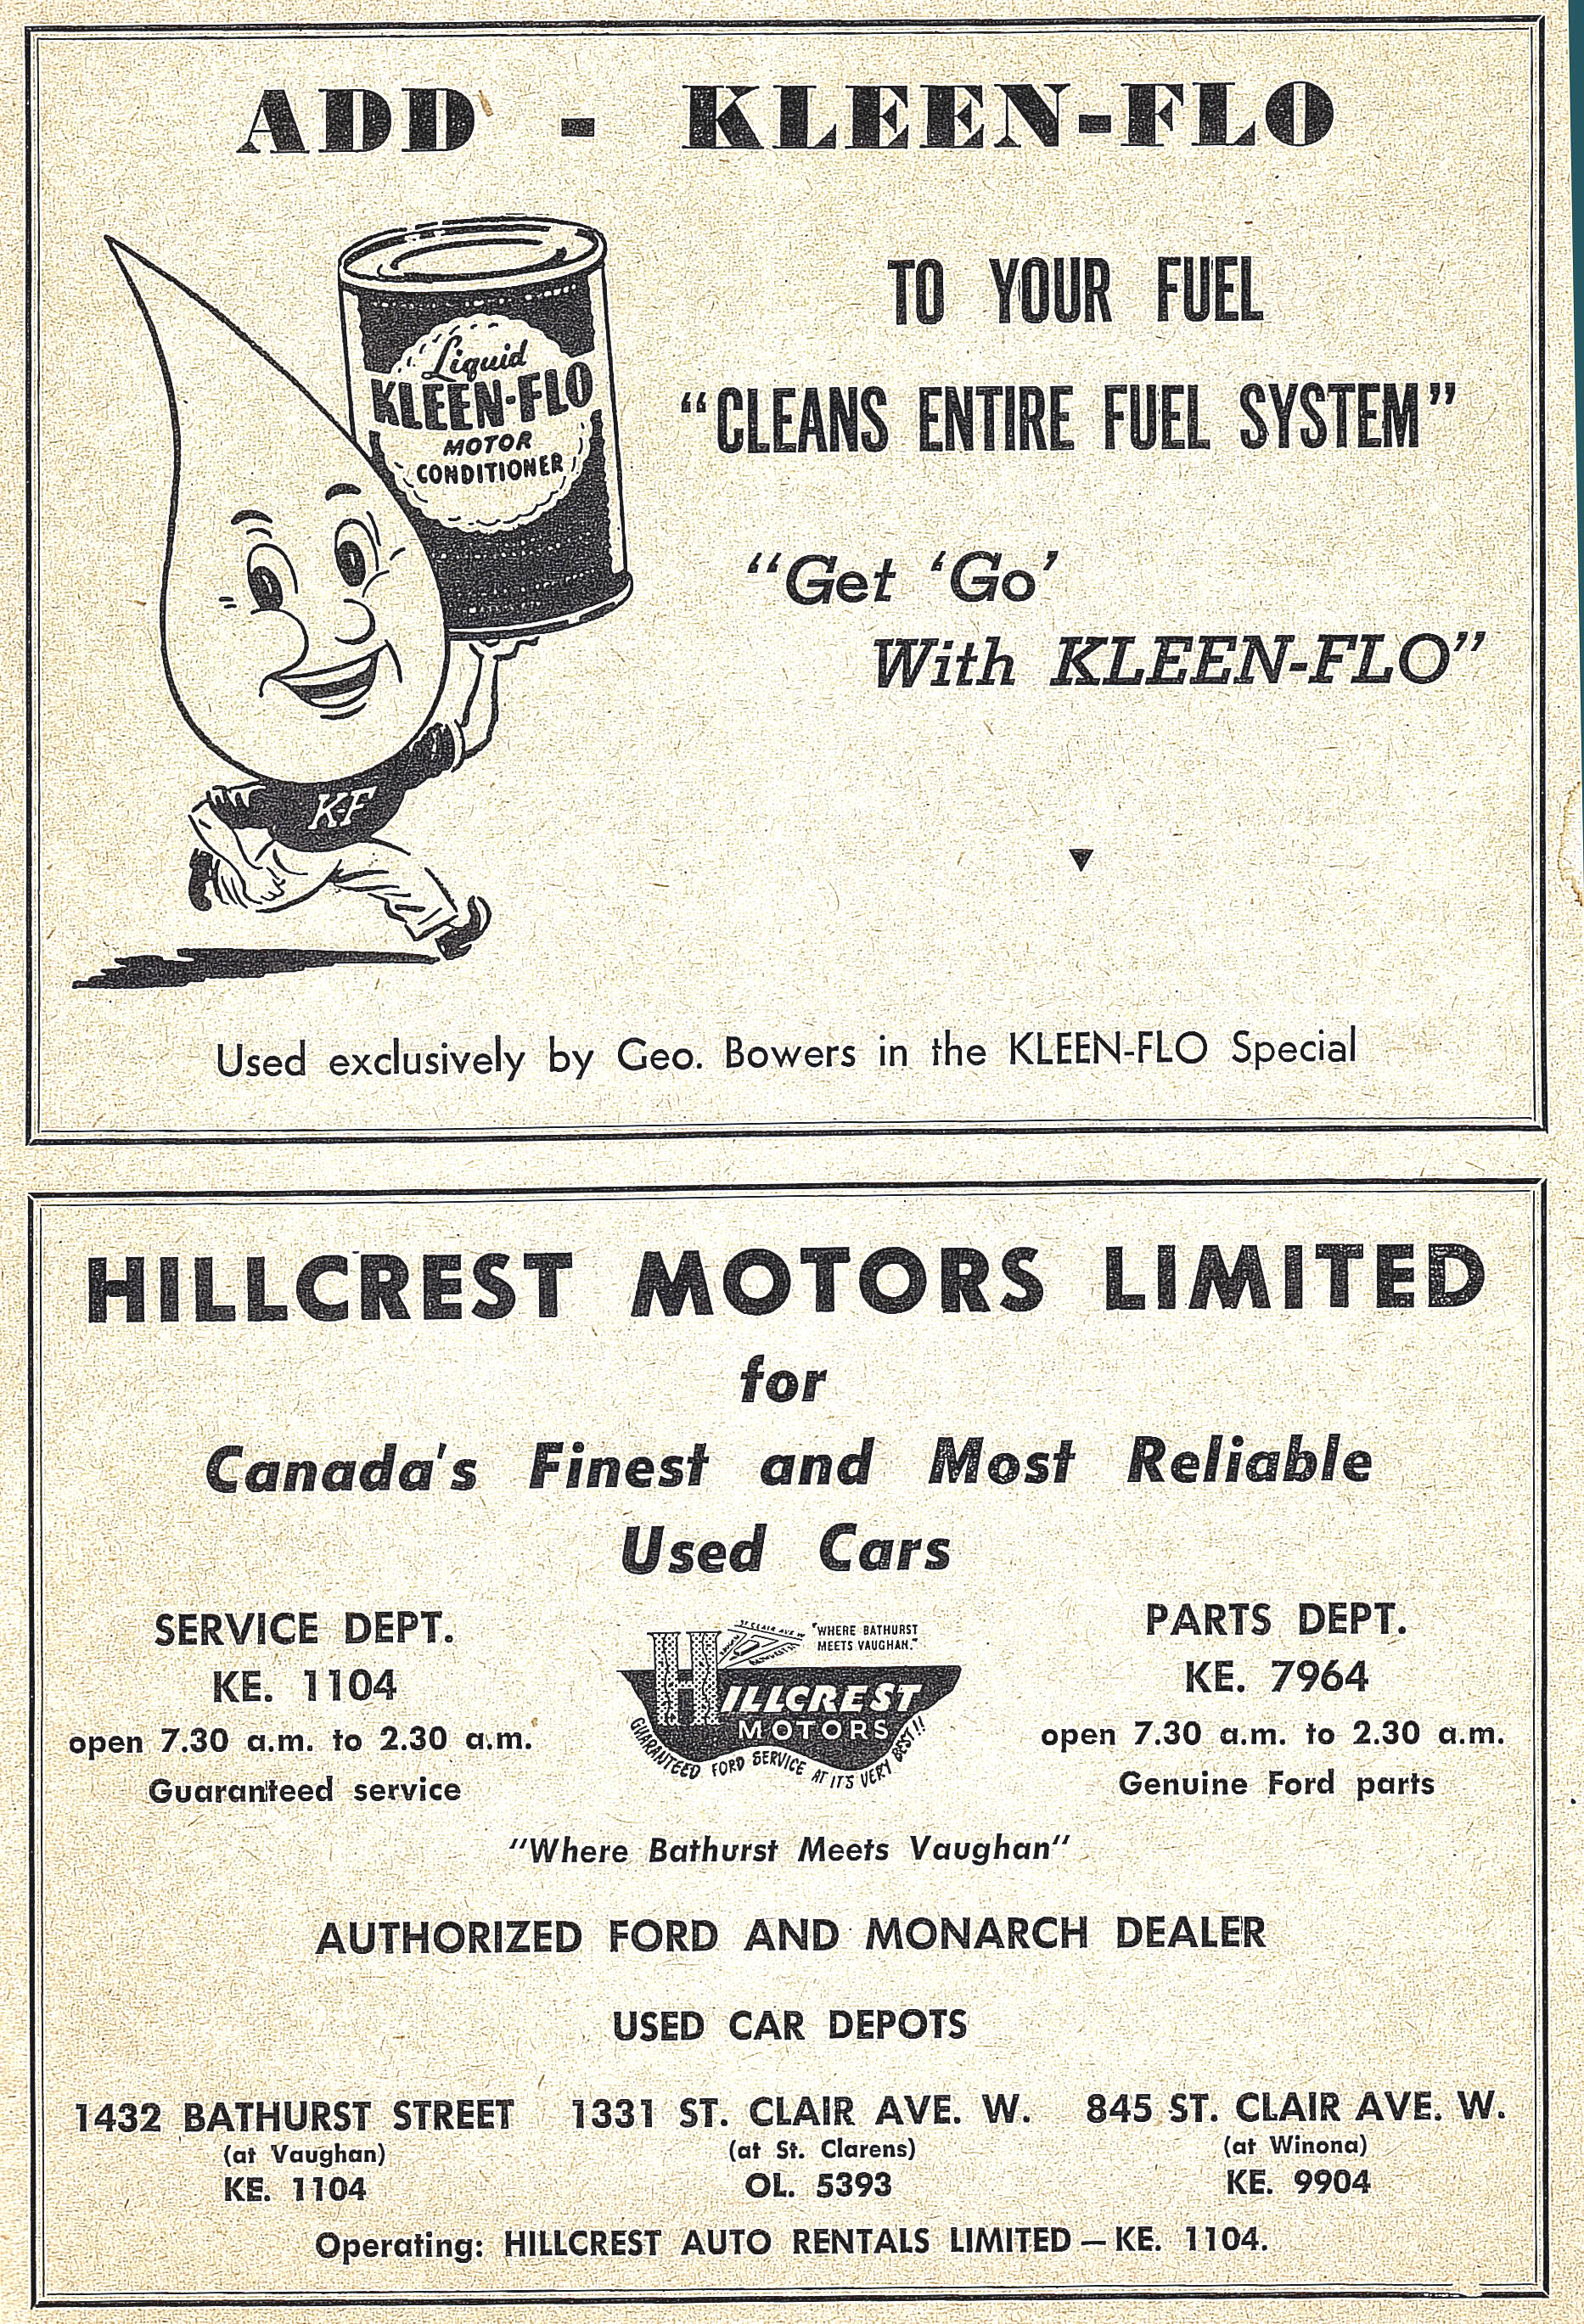 ADD - KLEEN-FLO
Liquid
KLEEN-FLO
MOTOR
CONDITIONER
KF
TO YOUR FUEL
"CLEANS ENTIRE FUEL SYSTEM"
"Get 'Go'
With KLEEN-FLO"
Used exclusively by Geo. Bowers in the KLEEN-FLO Special
HILLCREST MOTORS LIMITED
for
Canada's Finest and Most Reliable
Used Cars
SERVICE DEPT.
KE. 1104
open 7.30 a.m. to 2.30 a.m.
Guaranteed service
ST. CLAIR AVE. W.
"WHERE BATHURST
MEETS VAUGHAN."
HILLCREST
MOTORS
GUARANTEED FORD SERVICE AT IT'S VERY BEST!!
PARTS DEPT.
KE. 7964
open 7.30 a.m. to 2.30 a.m.
Genuine Ford parts
"Where Bathurst Meets Vaughan"
AUTHORIZED FORD AND MONARCH DEALER
USED CAR DEPOTS
1432 BATHURST STREET
(at Vaughan)
KE. 1104
1331 ST. CLAIR AVE. W.
(at St. Clarens)
OL. 5393
845 ST. CLAIR AVE. W.
(at Winona)
KE. 9904
Operating: HILLCREST AUTO RENTALS LIMITED — KE. 1104.